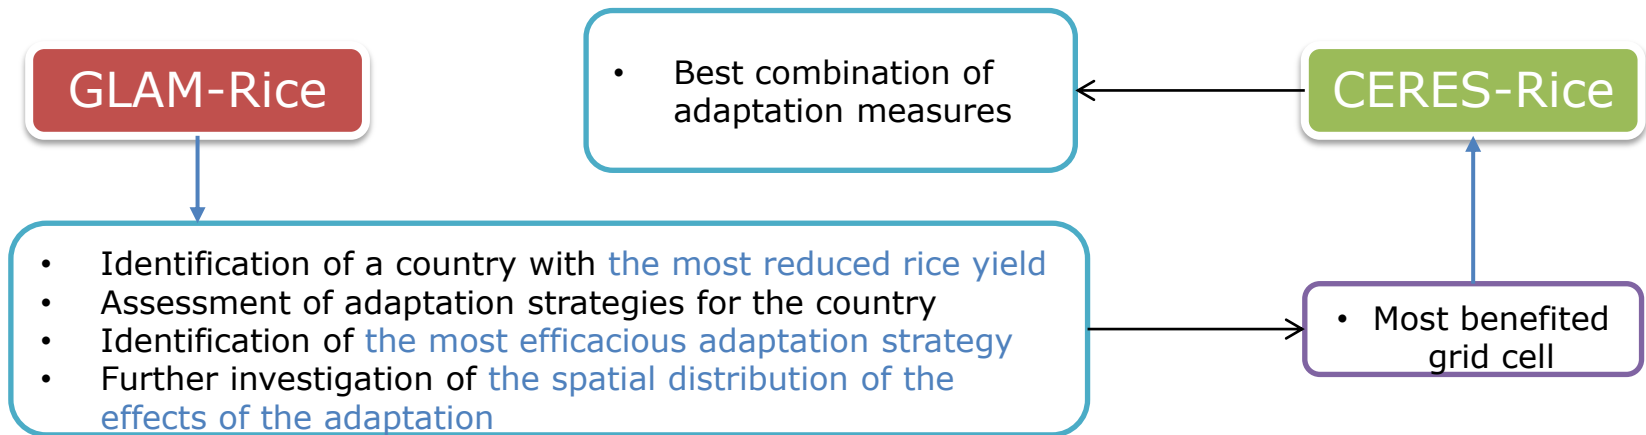 GLAM-Rice
• Best combination of
adaptation measures
CERES-Rice
• Identification of a country with the most reduced rice yield
• Assessment of adaptation strategies for the country
• Identification of the most efficacious adaptation strategy
• Further investigation of the spatial distribution of the
effects of the adaptation
• Most benefited
grid cell